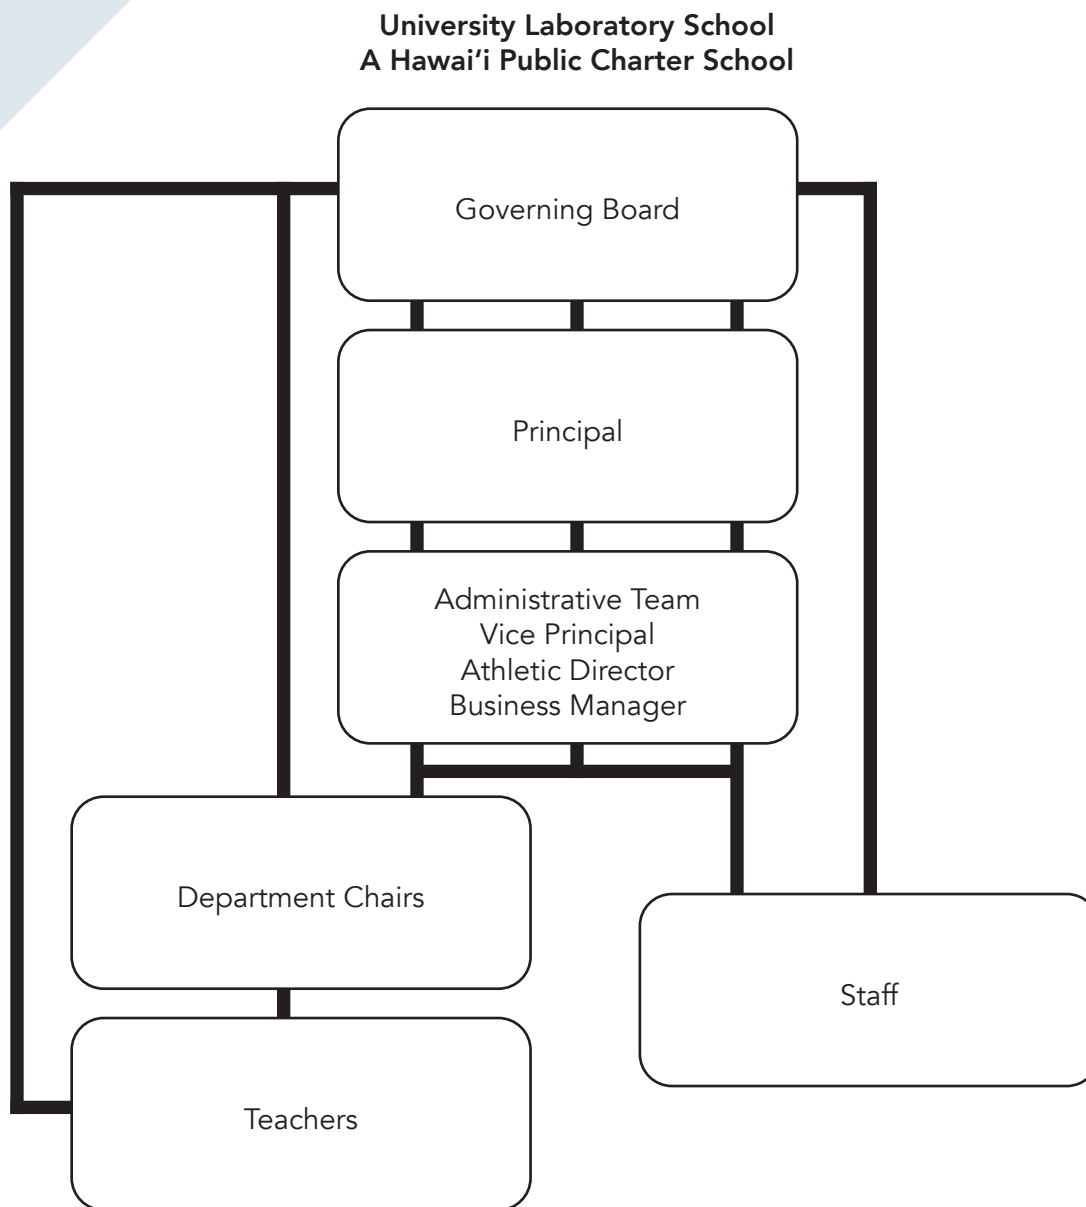 University Laboratory School
A Hawai‘i Public Charter School
Governing Board
Principal
Administrative Team
Vice Principal
Athletic Director
Business Manager
Department Chairs
Staff
Teachers